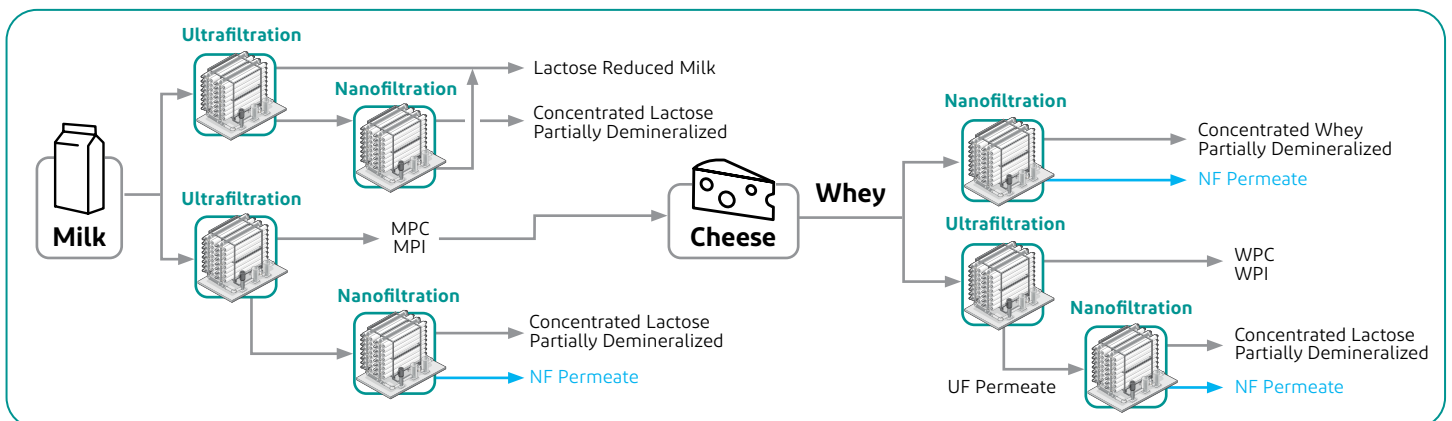 Ultrafiltration
Lactose Reduced Milk
Nanofiltration
Concentrated Lactose
Partially Demineralized
Milk
Ultrafiltration
MPC
MPI
Nanofiltration
Concentrated Lactose
Partially Demineralized
NF Permeate
Cheese
Whey
Nanofiltration
Concentrated Whey
Partially Demineralized
NF Permeate
Ultrafiltration
WPC
WPI
Nanofiltration
Concentrated Lactose
Partially Demineralized
UF Permeate
NF Permeate